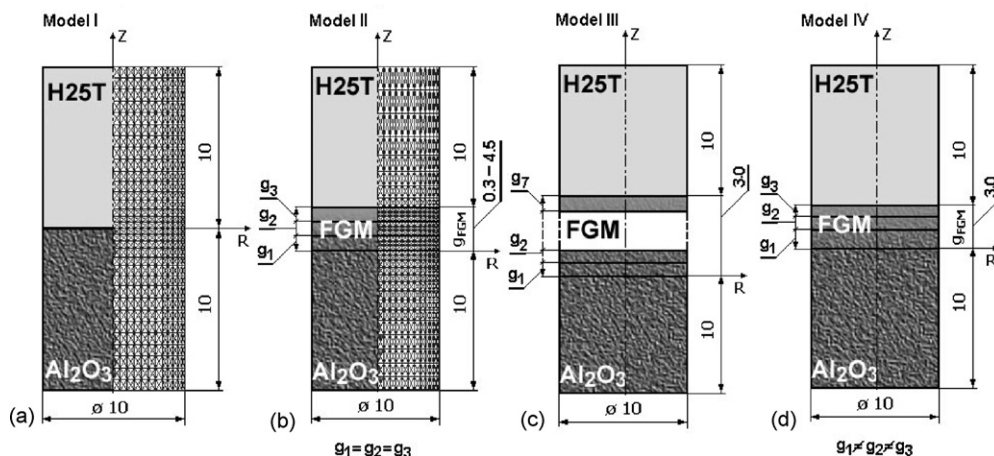 Model I
Z
H25T
10
R
10
Al₂O₃
(a)
ø 10
Model II
Z
H25T
10
0.3 – 4.5
g₃
g₂
FGM
g₁
gFGM
R
10
Al₂O₃
(b)
ø 10
g₁ = g₂ = g₃
Model III
Z
H25T
10
g₇
3.0
FGM
g₂
g₁
R
10
Al₂O₃
(c)
ø 10
Model IV
Z
H25T
10
g₃
3.0
g₂
FGM
g₁
gFGM
R
10
Al₂O₃
(d)
ø 10
g₁ ≠ g₂ ≠ g₃